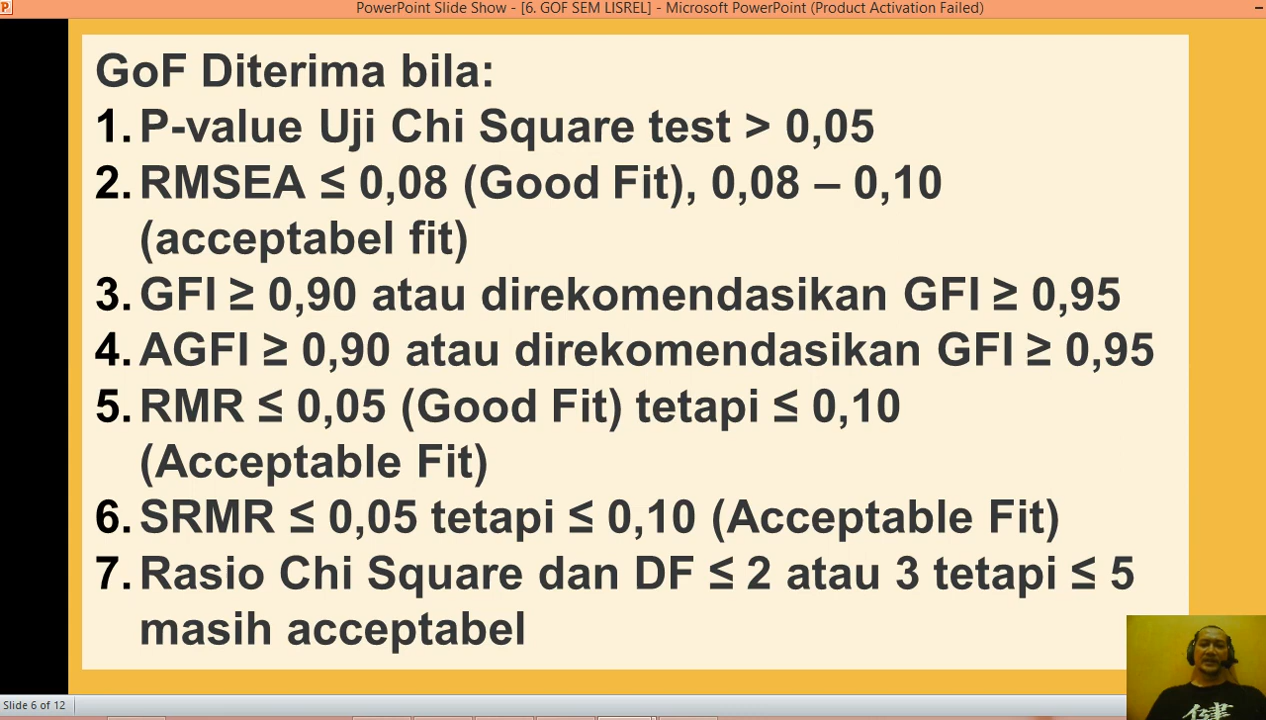 PowerPoint Slide Show - [6. GOF SEM LISREL] - Microsoft PowerPoint (Product Activation Failed)
GoF Diterima bila:
1. P-value Uji Chi Square test > 0,05
2. RMSEA ≤ 0,08 (Good Fit), 0,08 – 0,10
(acceptabel fit)
3. GFI ≥ 0,90 atau direkomendasikan GFI ≥ 0,95
4. AGFI ≥ 0,90 atau direkomendasikan GFI ≥ 0,95
5. RMR ≤ 0,05 (Good Fit) tetapi ≤ 0,10
(Acceptable Fit)
6. SRMR ≤ 0,05 tetapi ≤ 0,10 (Acceptable Fit)
7. Rasio Chi Square dan DF ≤ 2 atau 3 tetapi ≤ 5
masih acceptabel
Slide 6 of 12